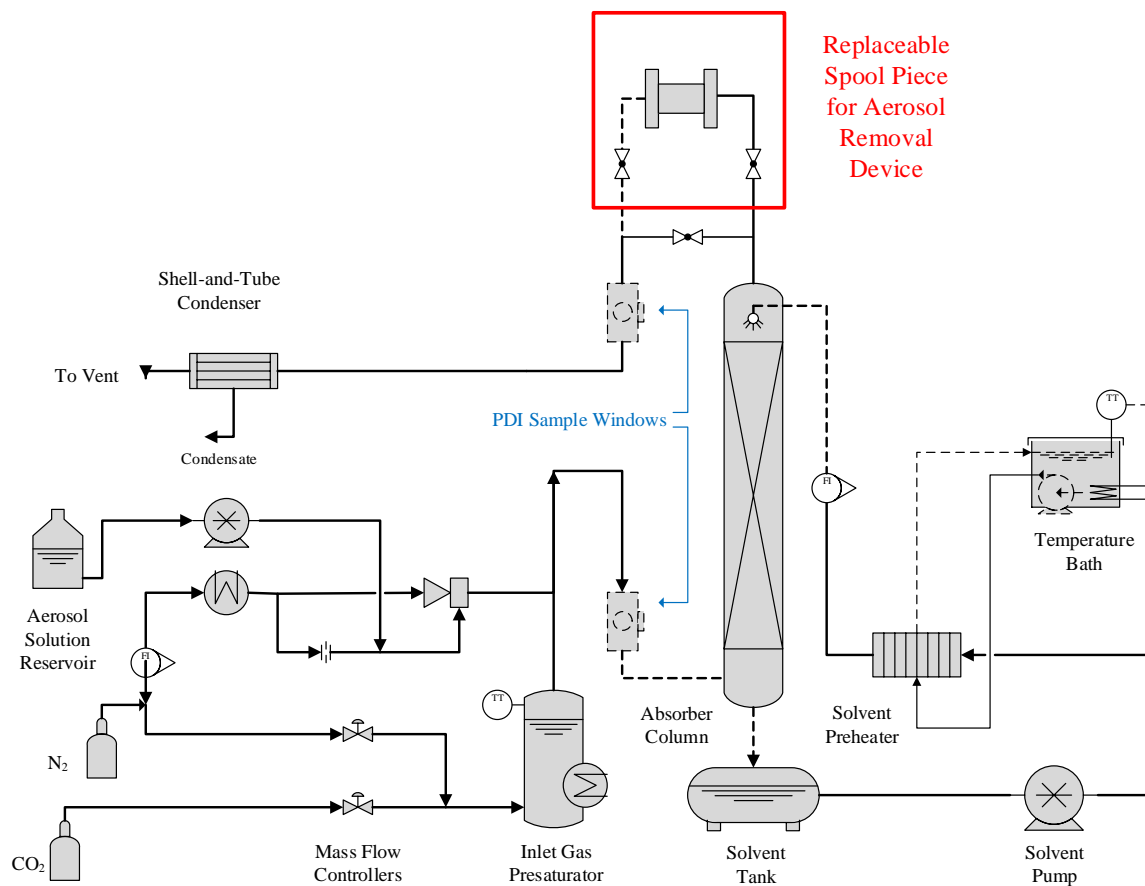 Replaceable
Spool Piece
for Aerosol
Removal
Device
Shell-and-Tube
Condenser
To Vent
Condensate
PDI Sample Windows
TT
FI
Temperature
Bath
Aerosol
Solution
Reservoir
FI
TT
Absorber
Column
Solvent
Preheater
N₂
CO₂
Mass Flow
Controllers
Inlet Gas
Presaturator
Solvent
Tank
Solvent
Pump